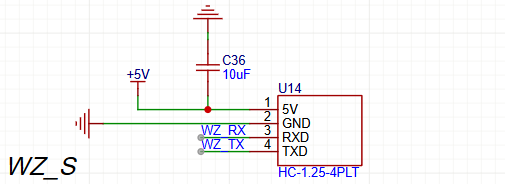 C36
10uF
+5V
U14
1 5V
2 GND
WZ_RX 3 RXD
WZ_TX 4 TXD
WZ_S
HC-1.25-4PLT